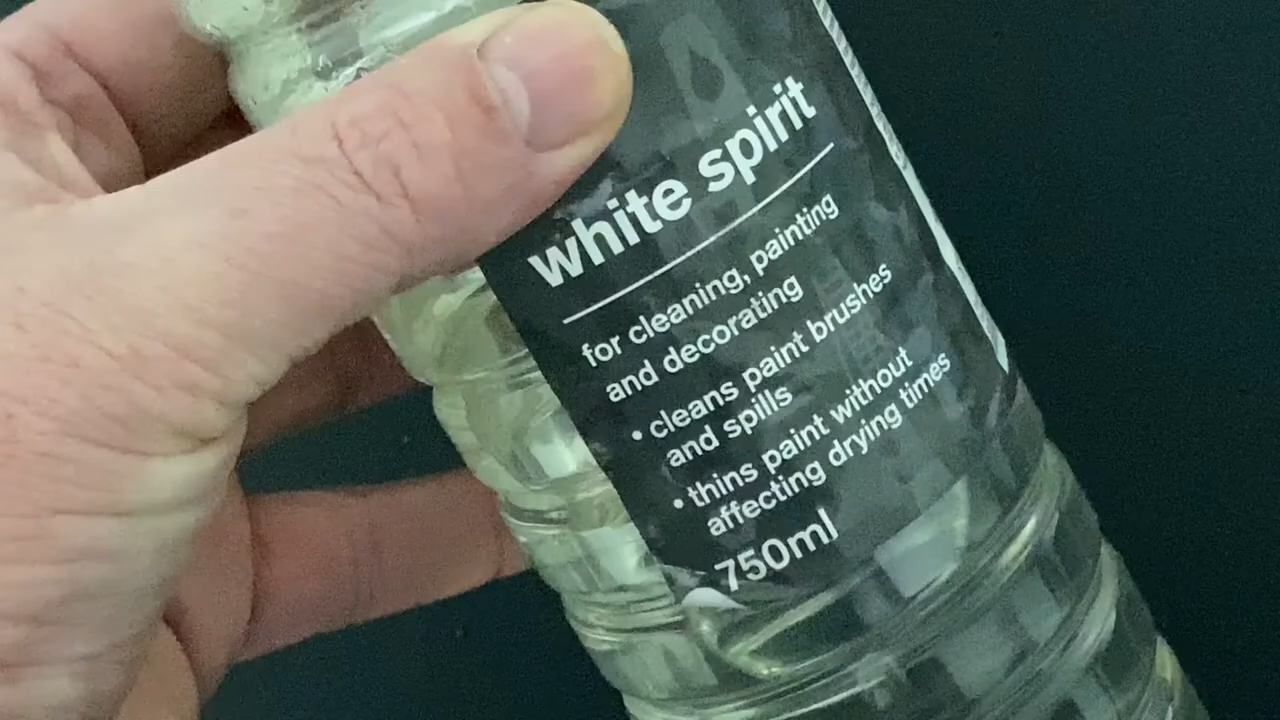 white spirit
for cleaning, painting
and decorating
• cleans paint brushes
and spills
• thins paint without
affecting drying times
750ml